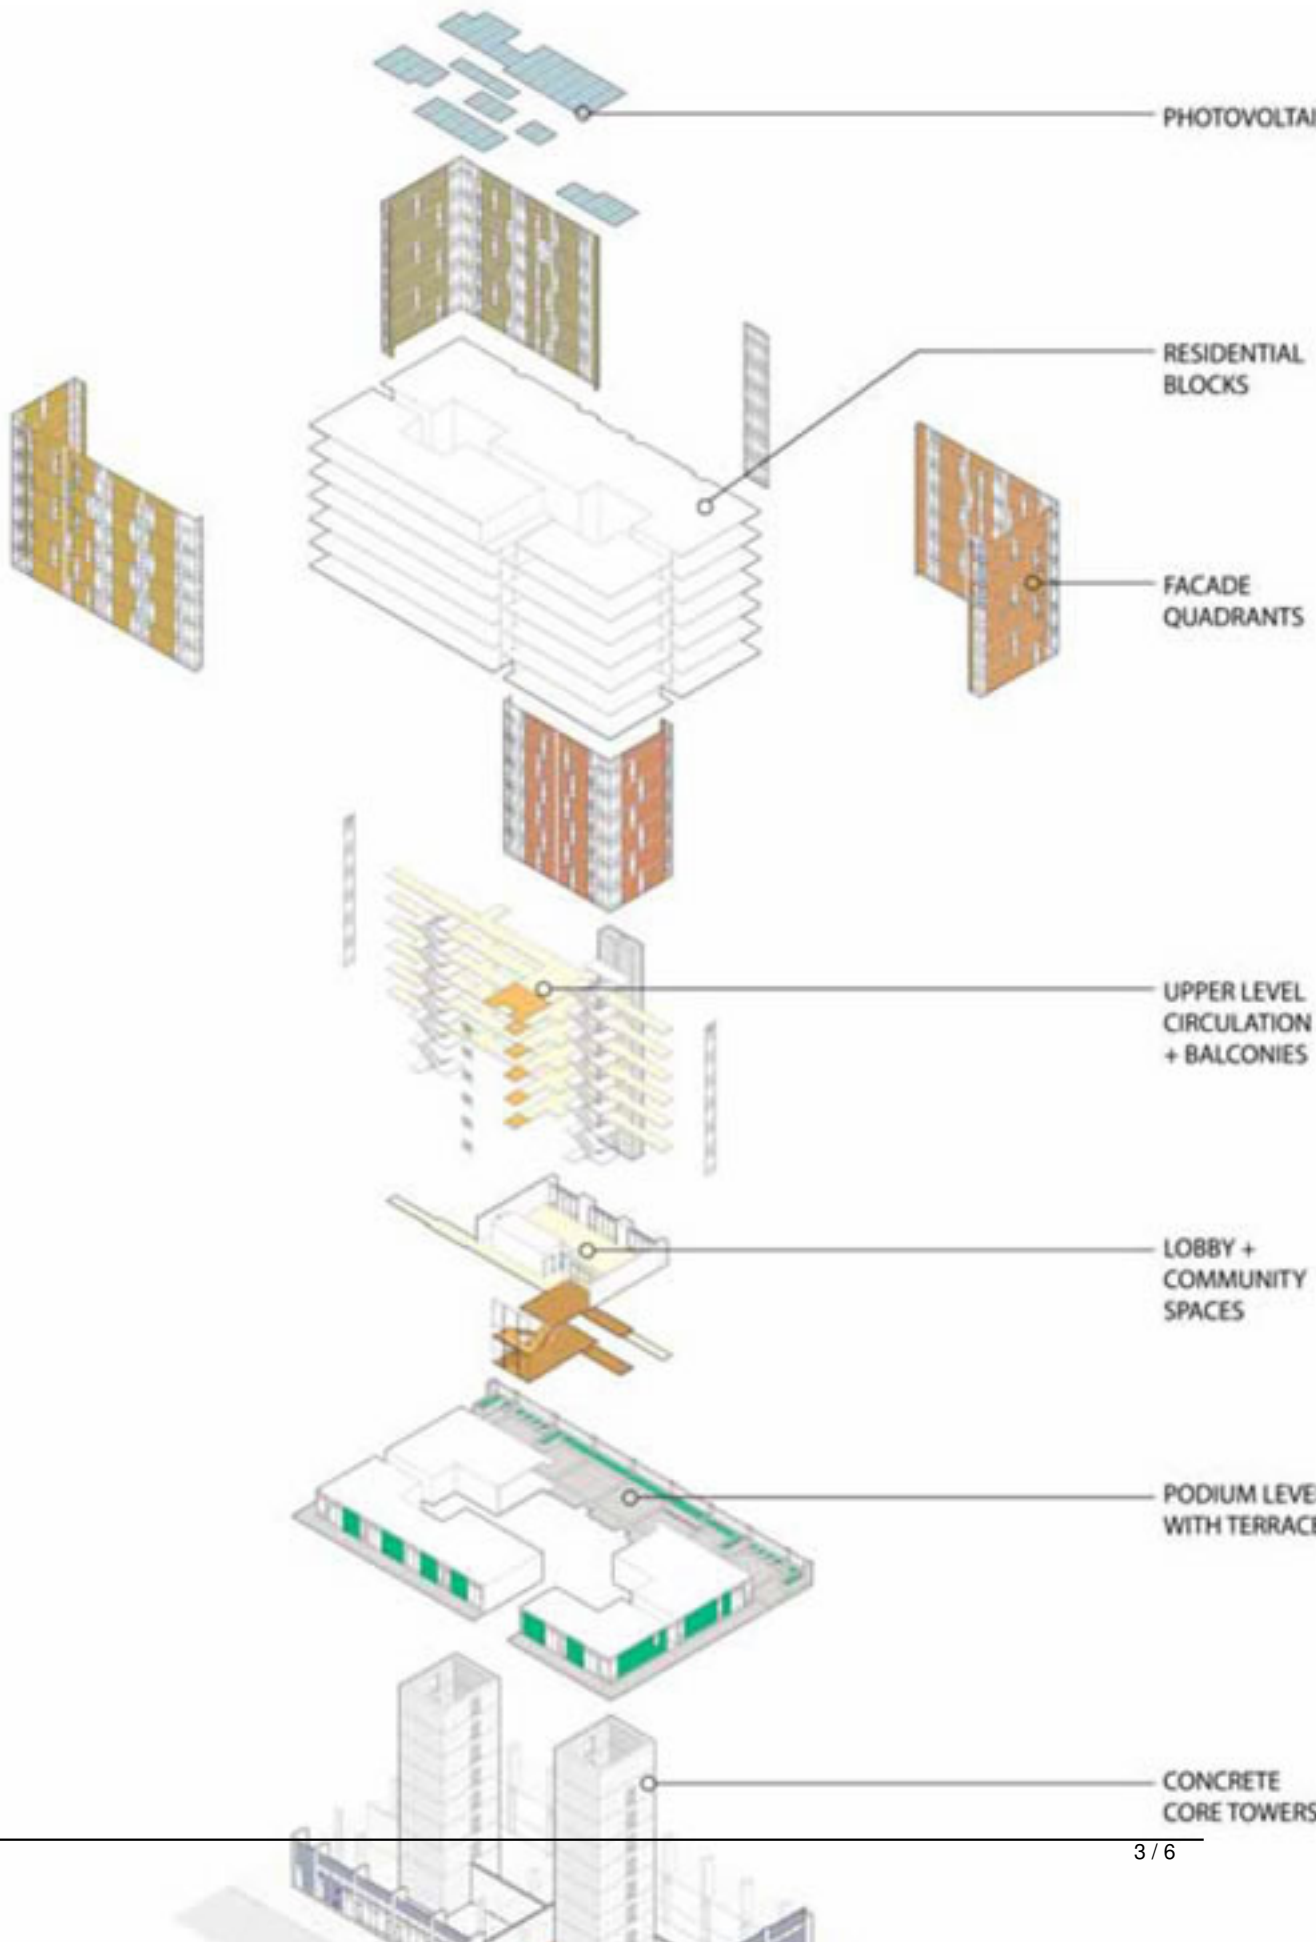 PHOTOVOLTAI
RESIDENTIAL
BLOCKS
FACADE
QUADRANTS
UPPER LEVEL
CIRCULATION
+ BALCONIES
LOBBY +
COMMUNITY
SPACES
PODIUM LEVE
WITH TERRACE
CONCRETE
CORE TOWERS
3 / 6